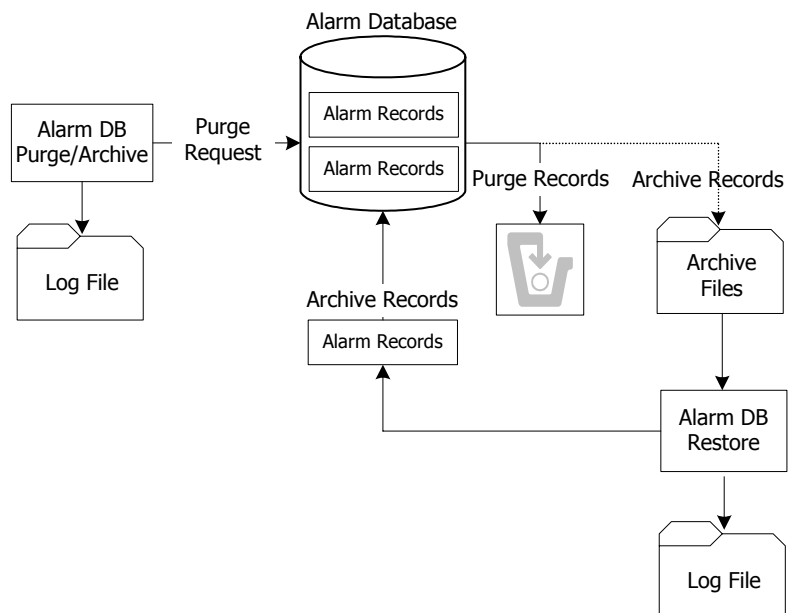 Alarm Database
Alarm Records
Alarm Records
Alarm DB
Purge/Archive
Purge
Request
Log File
Purge Records
Archive Records
Archive
Files
Archive Records
Alarm Records
Alarm DB
Restore
Log File